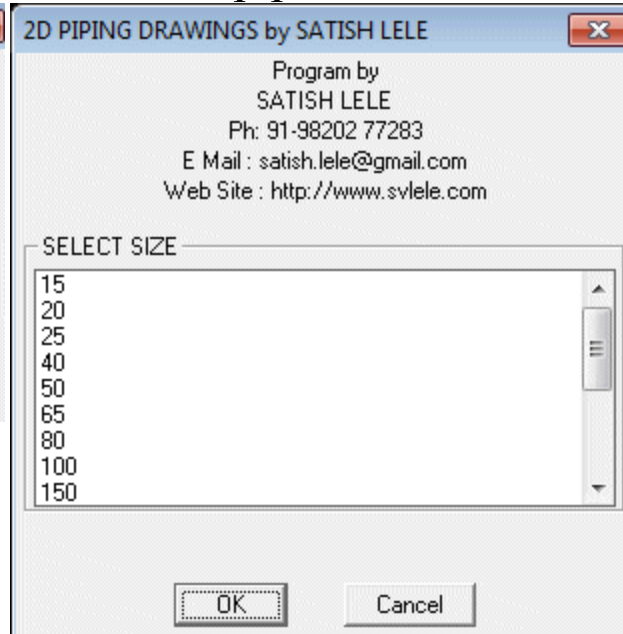 2D PIPING DRAWINGS by SATISH LELE
Program by
SATISH LELE
Ph: 91-98202 77283
E Mail : satish.lele@gmail.com
Web Site : http://www.svlele.com
SELECT SIZE
15
20
25
40
50
65
80
100
150
OK
Cancel